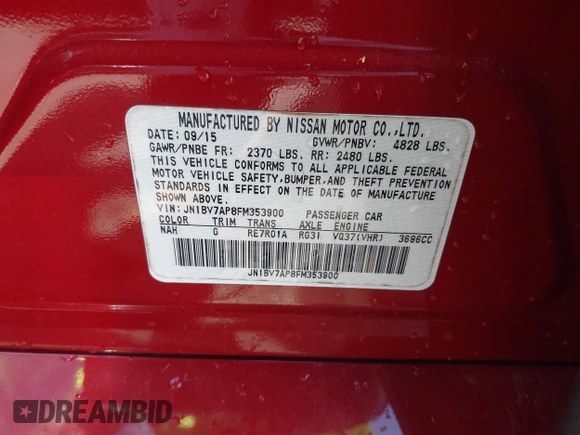 MANUFACTURED BY NISSAN MOTOR CO.,LTD.
DATE: 09/15 GVWR/PNBV: 4828 LBS.
GAWR/PNBE FR: 2370 LBS. RR: 2480 LBS.
THIS VEHICLE CONFORMS TO ALL APPLICABLE FEDERAL
MOTOR VEHICLE SAFETY,BUMPER,AND THEFT PREVENTION
STANDARDS IN EFFECT ON THE DATE OF MANUFACTURE
SHOWN ABOVE.
VIN: JN1BV7AP8FM353900 PASSENGER CAR
COLOR TRIM TRANS AXLE ENGINE
NAH G RE7R01A RG31 VQ37(VHR) 3696CC
JN1BV7AP8FM353900
DREAMBID